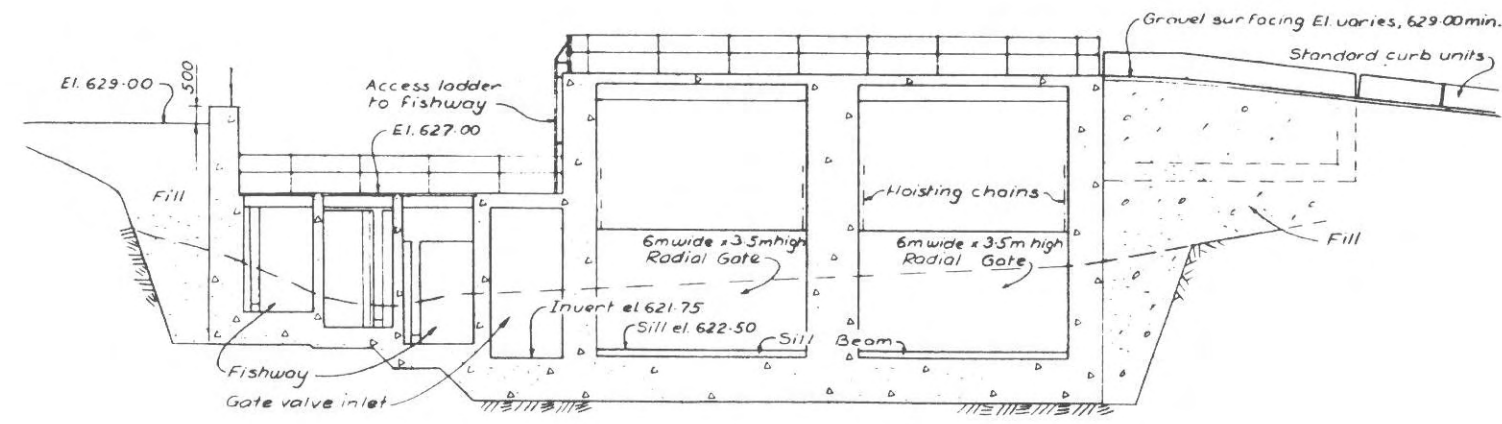 Gravel surfacing El. varies, 629.00 min.
Standard curb units
El. 629.00
500
Access ladder
to Fishway
El. 627.00
Fill
Hoisting chains
6m wide x 3.5m high
Radial Gate
6m wide x 3.5m high
Radial Gate
Fill
Invert el. 621.75
Sill el. 622.50
Sill Beam
Fishway
Gate valve inlet